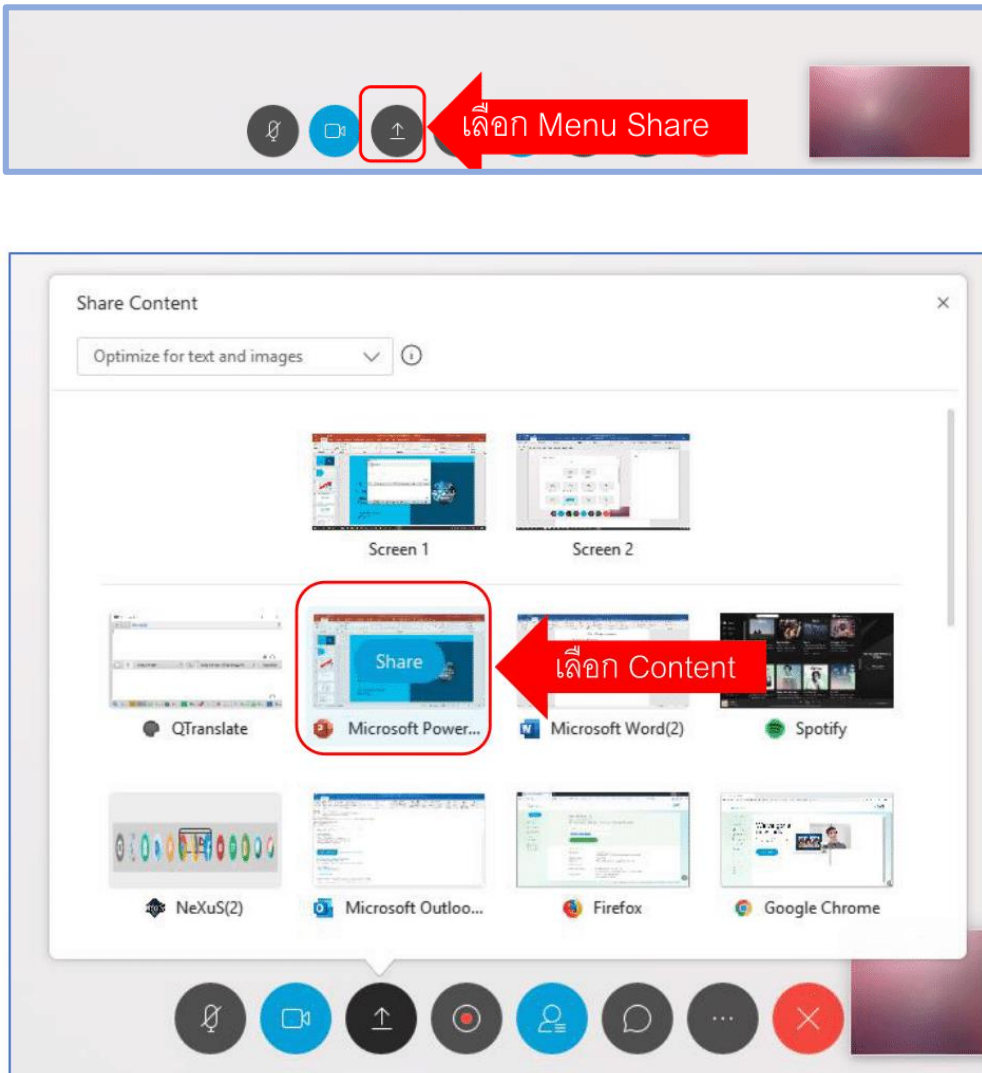 เลือก Menu Share
Share Content
Optimize for text and images
Screen 1
Screen 2
Share
เลือก Content
QTranslate
Microsoft Power...
Microsoft Word(2)
Spotify
NeXuS(2)
Microsoft Outloo...
Firefox
Google Chrome